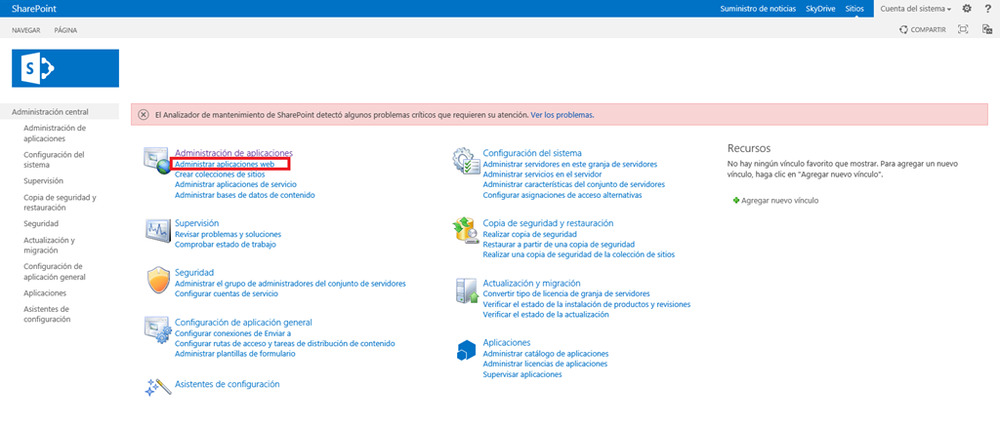 SharePoint
Suministro de noticias
SkyDrive
Sitios
Cuenta del sistema
?
NAVEGAR
PÁGINA
COMPARTIR
S
Administración central
Administración de
aplicaciones
Configuración del
sistema
Supervisión
Copia de seguridad y
restauración
Seguridad
Actualización y
migración
Configuración de
aplicación general
Aplicaciones
Asistentes de
configuración
El Analizador de mantenimiento de SharePoint detectó algunos problemas críticos que requieren su atención. Ver los problemas.
Administración de aplicaciones
Administrar aplicaciones web
Crear colecciones de sitios
Administrar aplicaciones de servicio
Administrar bases de datos de contenido
Supervisión
Revisar problemas y soluciones
Comprobar estado de trabajo
Seguridad
Administrar el grupo de administradores del conjunto de servidores
Configurar cuentas de servicio
Configuración de aplicación general
Configurar conexiones de Enviar a
Configurar rutas de acceso y tareas de distribución de contenido
Administrar plantillas de formulario
Asistentes de configuración
Configuración del sistema
Administrar servidores en este granja de servidores
Administrar servicios en el servidor
Administrar características del conjunto de servidores
Configurar asignaciones de acceso alternativas
Copia de seguridad y restauración
Realizar copia de seguridad
Restaurar a partir de una copia de seguridad
Realizar una copia de seguridad de la colección de sitios
Actualización y migración
Convertir tipo de licencia de granja de servidores
Verificar el estado de la instalación de productos y revisiones
Verificar el estado de la actualización
Aplicaciones
Administrar catálogo de aplicaciones
Administrar licencias de aplicaciones
Supervisar aplicaciones
Recursos
No hay ningún vínculo favorito que mostrar. Para agregar un nuevo
vínculo, haga clic en "Agregar nuevo vínculo".
Agregar nuevo vínculo